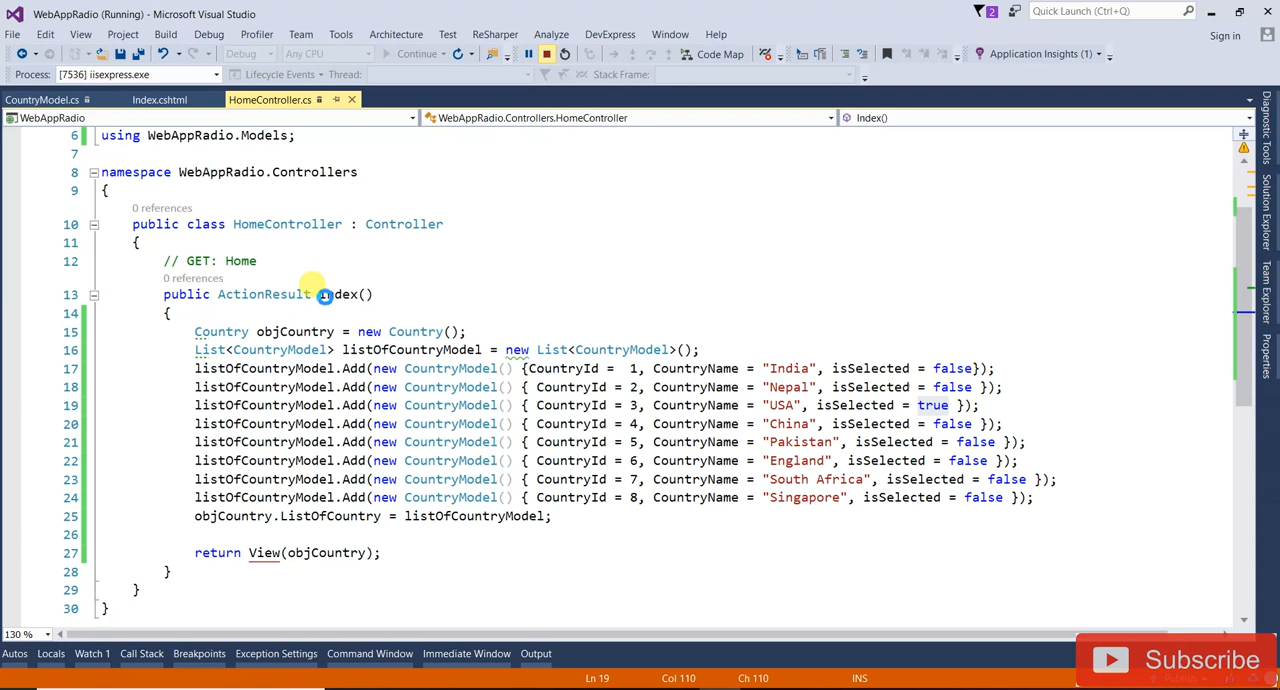 WebAppRadio (Running) - Microsoft Visual Studio
2
Quick Launch (Ctrl+Q)
File Edit View Project Build Debug Profiler Team Tools Architecture Test ReSharper Analyze DevExpress Window Help
Sign in
Debug Any CPU Continue Code Map Application Insights (1)
Process: [7536] iisexpress.exe Lifecycle Events Thread: Stack Frame:
CountryModel.cs Index.cshtml HomeController.cs
WebAppRadio WebAppRadio.Controllers.HomeController Index()
6 using WebAppRadio.Models;
7
8 namespace WebAppRadio.Controllers
9 {
0 references
10 public class HomeController : Controller
11 {
12 // GET: Home
0 references
13 public ActionResult Index()
14 {
15 Country objCountry = new Country();
16 List<CountryModel> listOfCountryModel = new List<CountryModel>();
17 listOfCountryModel.Add(new CountryModel() {CountryId = 1, CountryName = "India", isSelected = false});
18 listOfCountryModel.Add(new CountryModel() { CountryId = 2, CountryName = "Nepal", isSelected = false });
19 listOfCountryModel.Add(new CountryModel() { CountryId = 3, CountryName = "USA", isSelected = true });
20 listOfCountryModel.Add(new CountryModel() { CountryId = 4, CountryName = "China", isSelected = false });
21 listOfCountryModel.Add(new CountryModel() { CountryId = 5, CountryName = "Pakistan", isSelected = false });
22 listOfCountryModel.Add(new CountryModel() { CountryId = 6, CountryName = "England", isSelected = false });
23 listOfCountryModel.Add(new CountryModel() { CountryId = 7, CountryName = "South Africa", isSelected = false });
24 listOfCountryModel.Add(new CountryModel() { CountryId = 8, CountryName = "Singapore", isSelected = false });
25 objCountry.ListOfCountry = listOfCountryModel;
26
27 return View(objCountry);
28 }
29 }
30 }
Diagnostic Tools
Solution Explorer
Team Explorer
Properties
130 %
Autos Locals Watch 1 Call Stack Breakpoints Exception Settings Command Window Immediate Window Output
Subscribe
Ln 19 Col 110 Ch 110 INS Publish